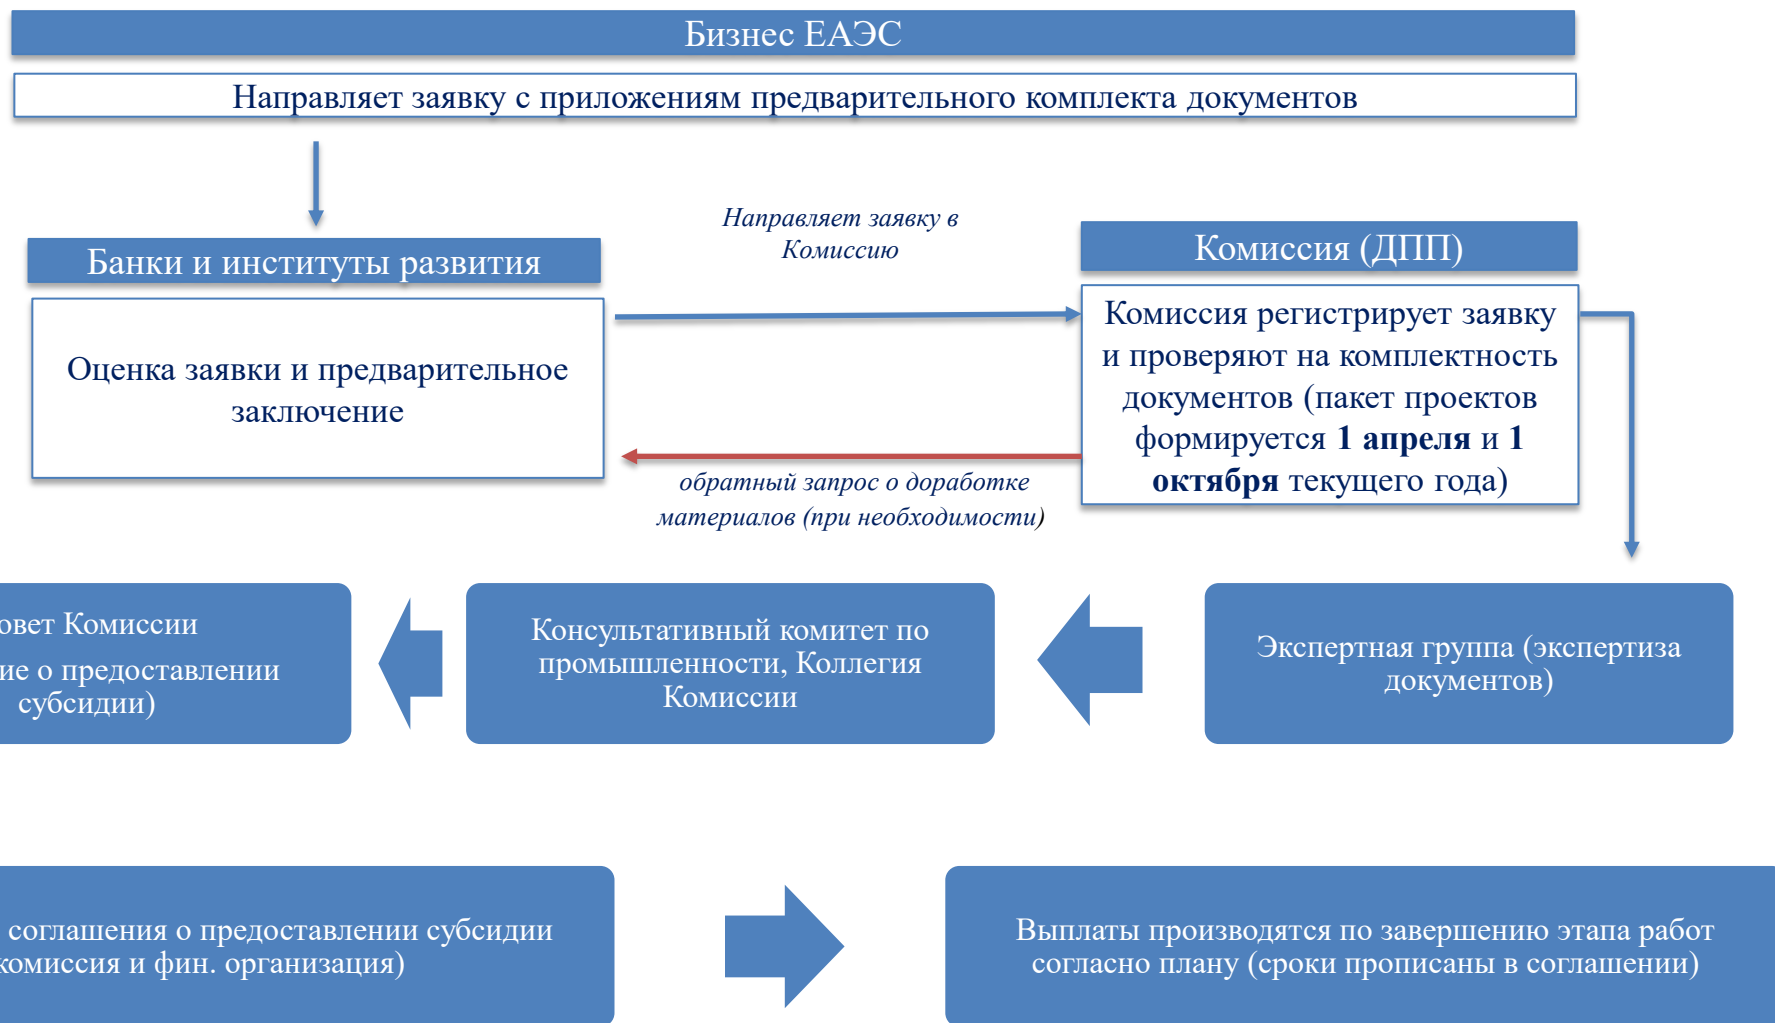 Бизнес ЕАЭС
Направляет заявку с приложениям предварительного комплекта документов
Направляет заявку в
Комиссию
Банки и институты развития
Комиссия (ДПП)
Оценка заявки и предварительное
заключение
Комиссия регистрирует заявку
и проверяют на комплектность
документов (пакет проектов
формируется 1 апреля и 1
октября текущего года)
обратный запрос о доработке
материалов (при необходимости)
Комиссии
о предоставлении
субсидии)
Консультативный комитет по
промышленности, Коллегия
Комиссии
Экспертная группа (экспертиза
документов)
соглашения о предоставлении субсидии
комиссия и фин. организация)
Выплаты производятся по завершению этапа работ
согласно плану (сроки прописаны в соглашении)